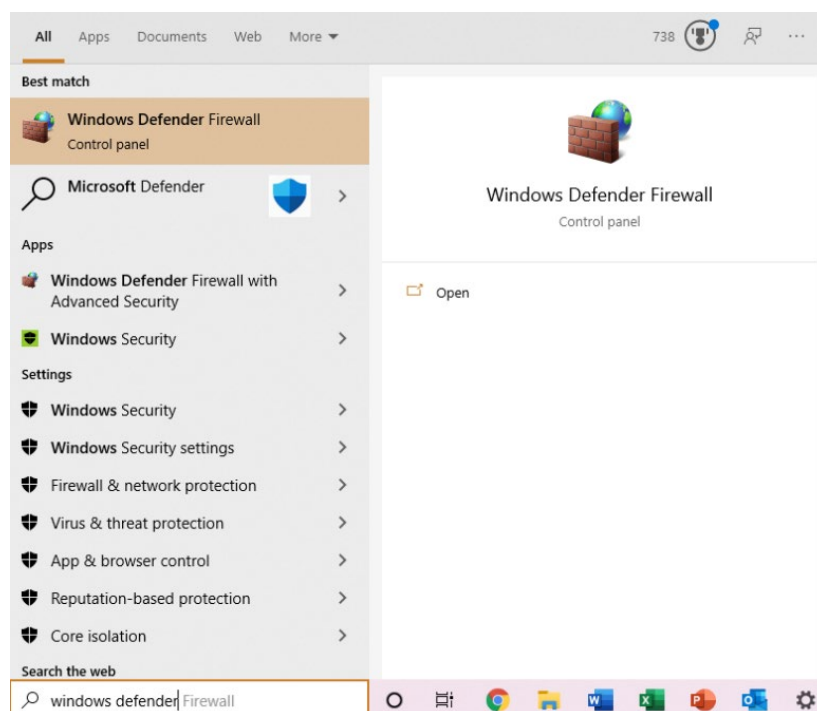 All Apps Documents Web More 738 ...
Best match
Windows Defender Firewall
Control panel
Microsoft Defender
Apps
Windows Defender Firewall with
Advanced Security
Windows Security
Settings
Windows Security
Windows Security settings
Firewall & network protection
Virus & threat protection
App & browser control
Reputation-based protection
Core isolation
Search the web
windows defender Firewall
Windows Defender Firewall
Control panel
Open